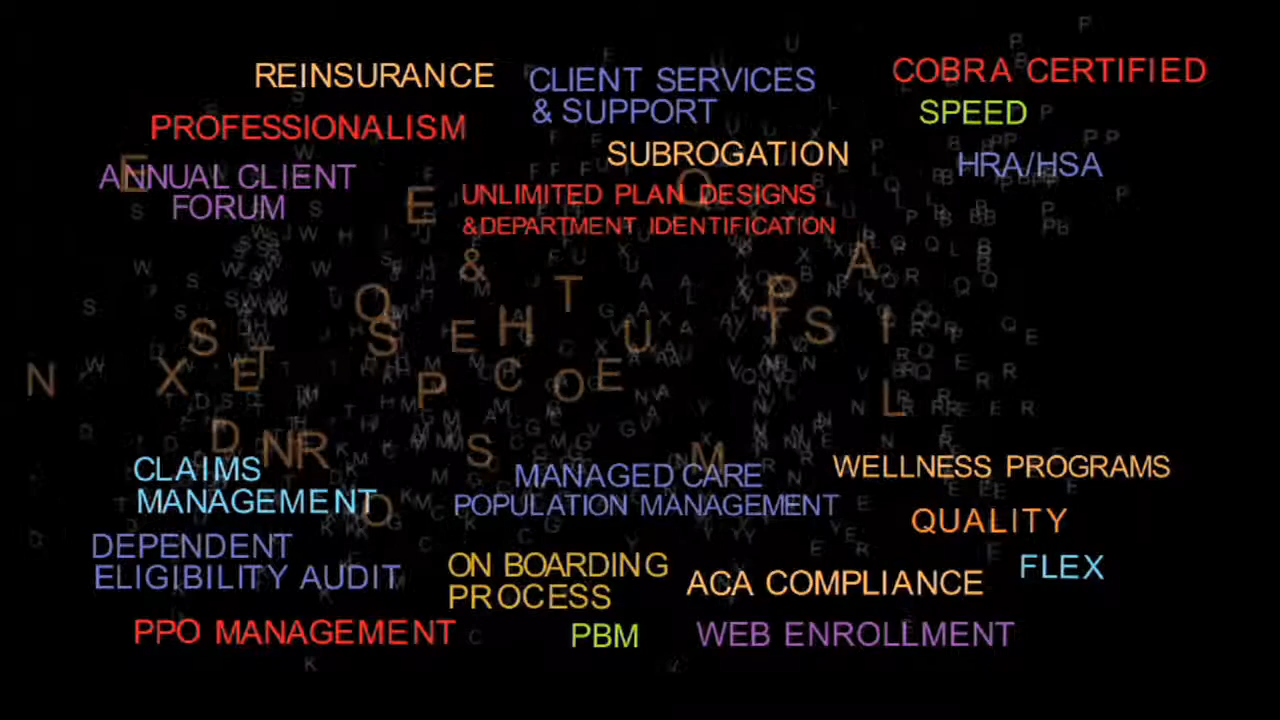 REINSURANCE
CLIENT SERVICES
& SUPPORT
COBRA CERTIFIED
SPEED
PROFESSIONALISM
SUBROGATION
HRA/HSA
ANNUAL CLIENT
FORUM
UNLIMITED PLAN DESIGNS
&DEPARTMENT IDENTIFICATION
CLAIMS
MANAGEMENT
MANAGED CARE
POPULATION MANAGEMENT
WELLNESS PROGRAMS
QUALITY
DEPENDENT
ELIGIBILITY AUDIT
ON BOARDING
PROCESS
ACA COMPLIANCE
FLEX
PPO MANAGEMENT
PBM
WEB ENROLLMENT